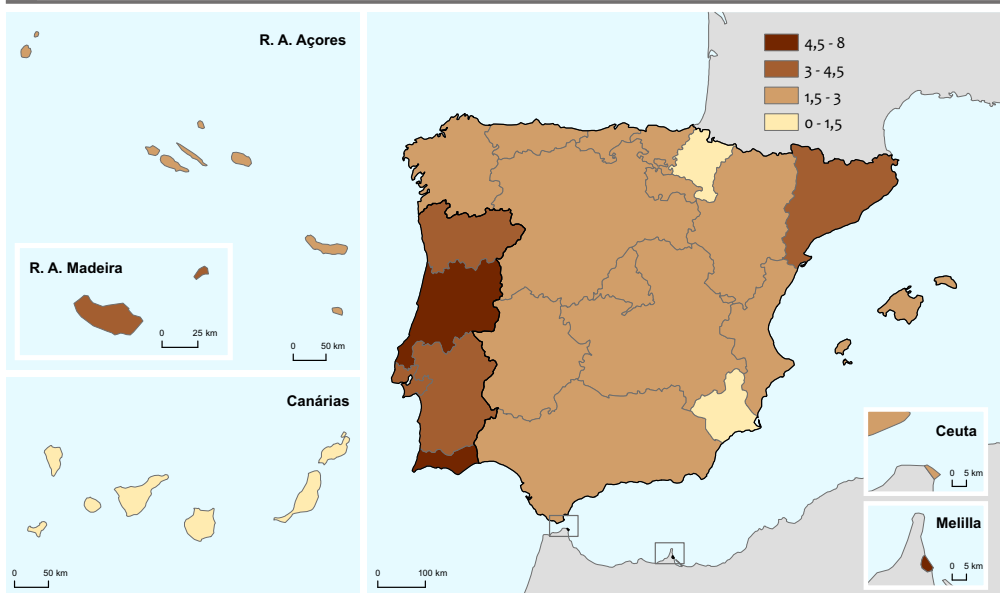 R. A. Açores
R. A. Madeira
0 25 km
0 50 km
Canárias
0 50 km
4,5 - 8
3 - 4,5
1,5 - 3
0 - 1,5
0 100 km
Ceuta
0 5 km
Melilla
0 5 km